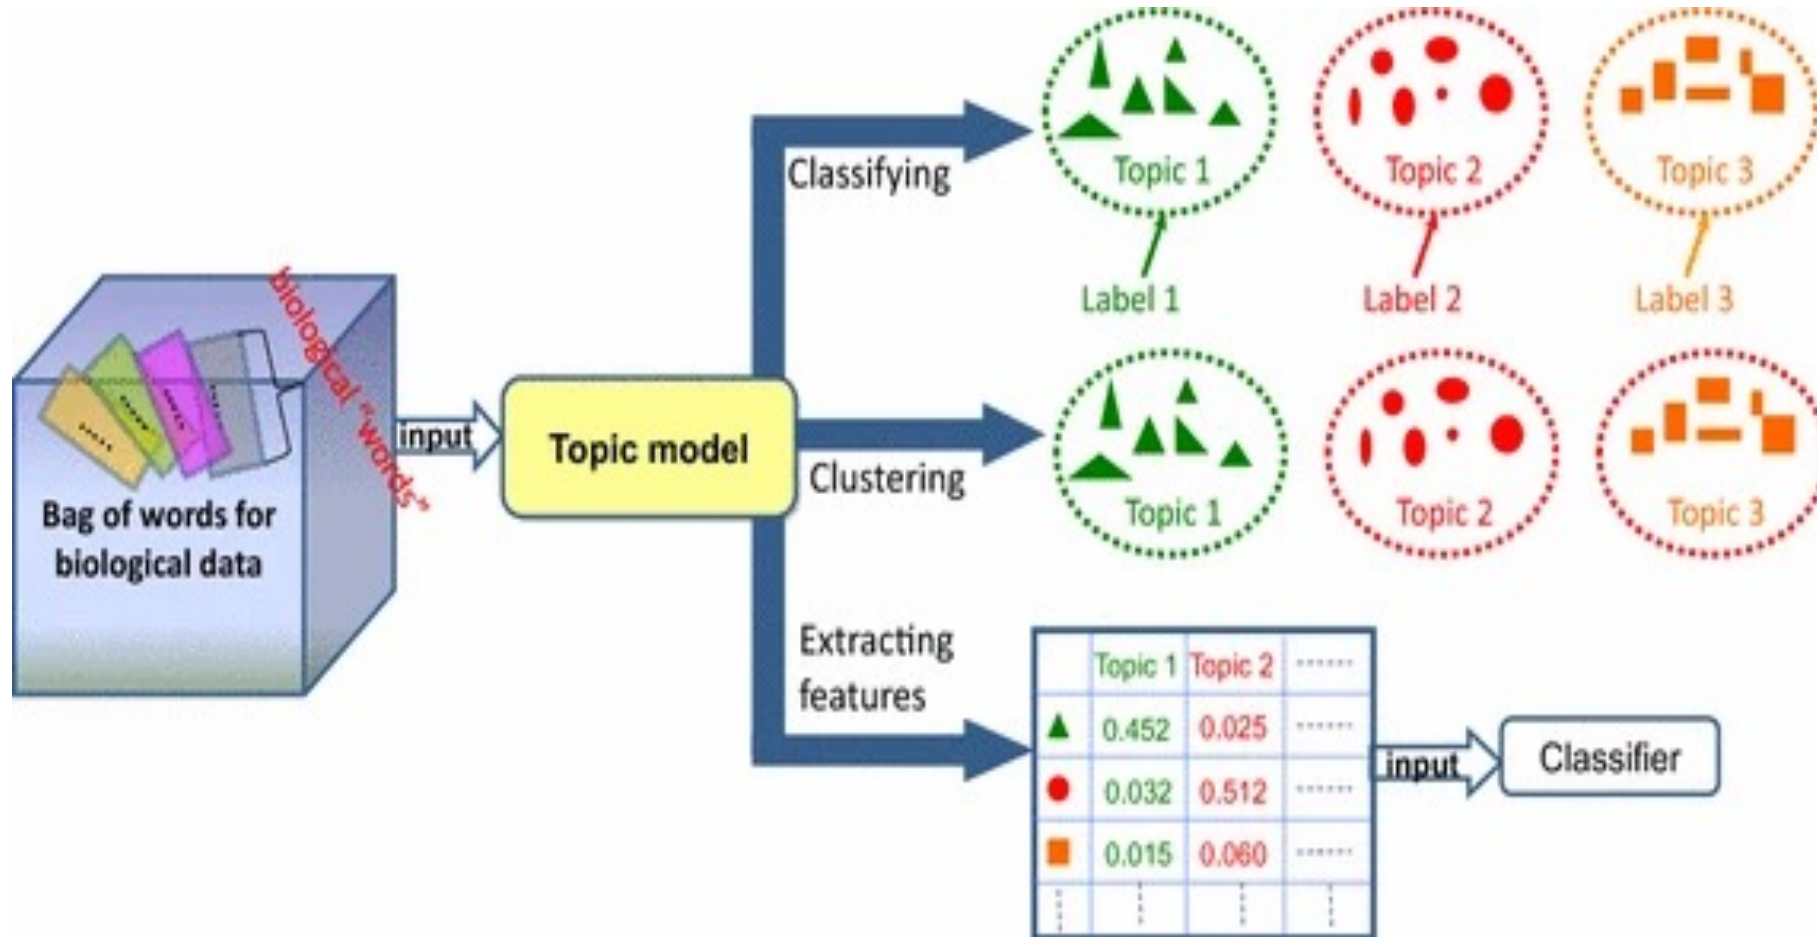 Topic 1
Topic 2
Topic 3
Classifying
Label 1
Label 2
Label 3
biological "words"
Bag of words for
biological data
input
Topic model
Clustering
Topic 1
Topic 2
Topic 3
Extracting
features
Topic 1 Topic 2 ......
0.452 0.025 ......
0.032 0.512 ......
0.015 0.060 ......
input
Classifier